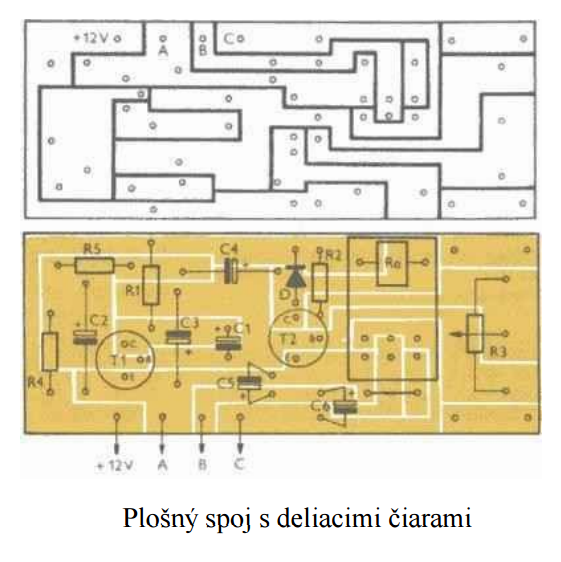 +12V A B C
R5 C4 R2 Re
R1 D
C2 C3 C1 C T2 B E
T1 C B E
R3
R4 C5 C6
+12V A B C
Plošný spoj s deliacimi čiarami